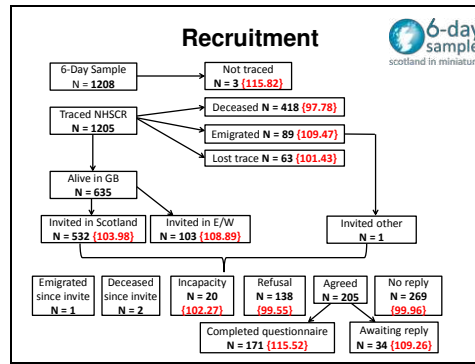 Recruitment
6-day
sample
scotland in miniature
6-Day Sample
N = 1208
Not traced
N = 3 {115.82}
Traced NHSCR
N = 1205
Deceased N = 418 {97.78}
Emigrated N = 89 {109.47}
Lost trace N = 63 {101.43}
Alive in GB
N = 635
Invited in Scotland
N = 532 {103.98}
Invited in E/W
N = 103 {108.89}
Invited other
N = 1
Emigrated
since invite
N = 1
Deceased
since invite
N = 2
Incapacity
N = 20
{102.27}
Refusal
N = 138
{99.55}
Agreed
N = 205
No reply
N = 269
{99.96}
Completed questionnaire
N = 171 {115.52}
Awaiting reply
N = 34 {109.26}